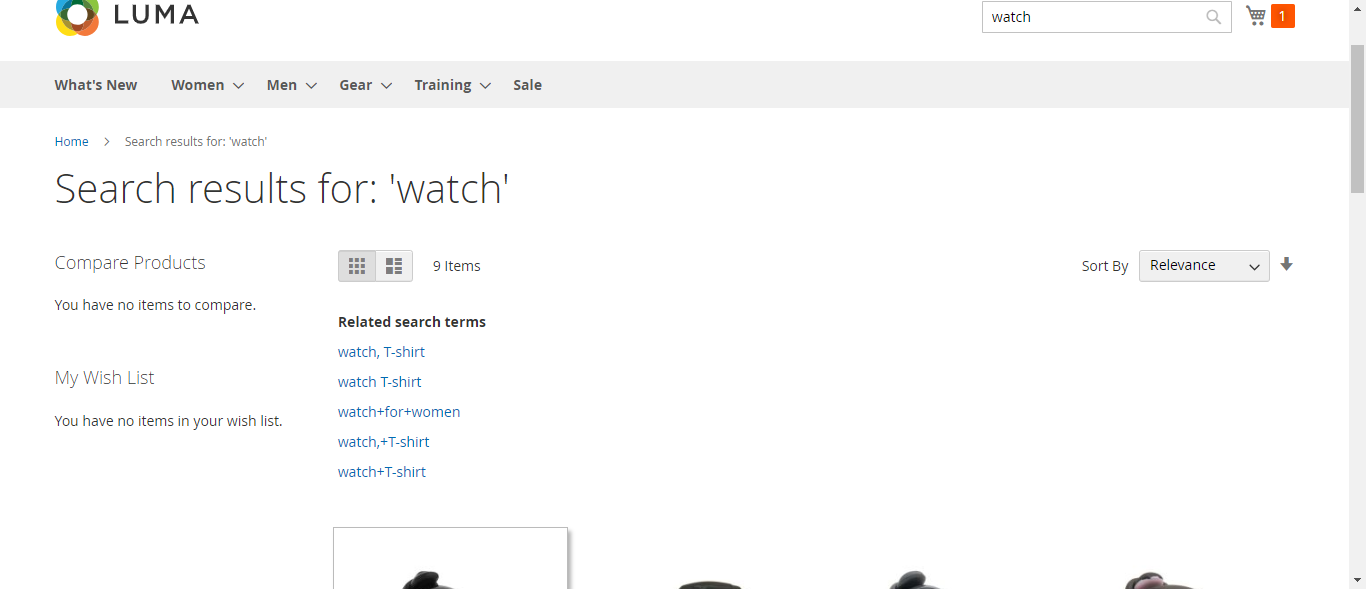 LUMA
watch
1
What's New Women Men Gear Training Sale
Home Search results for: 'watch'
Search results for: 'watch'
Compare Products
You have no items to compare.
My Wish List
You have no items in your wish list.
9 Items
Sort By Relevance
Related search terms
watch, T-shirt
watch T-shirt
watch+for+women
watch,+T-shirt
watch+T-shirt